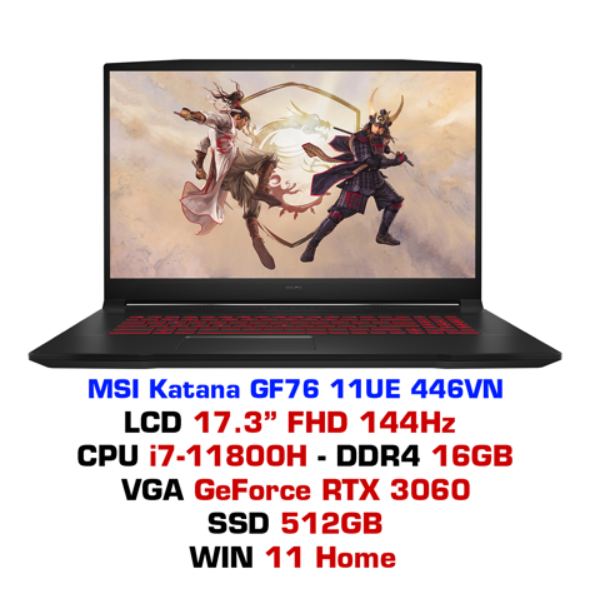 MSI Katana GF76 11UE 446VN
LCD 17.3” FHD 144Hz
CPU i7-11800H - DDR4 16GB
VGA GeForce RTX 3060
SSD 512GB
WIN 11 Home